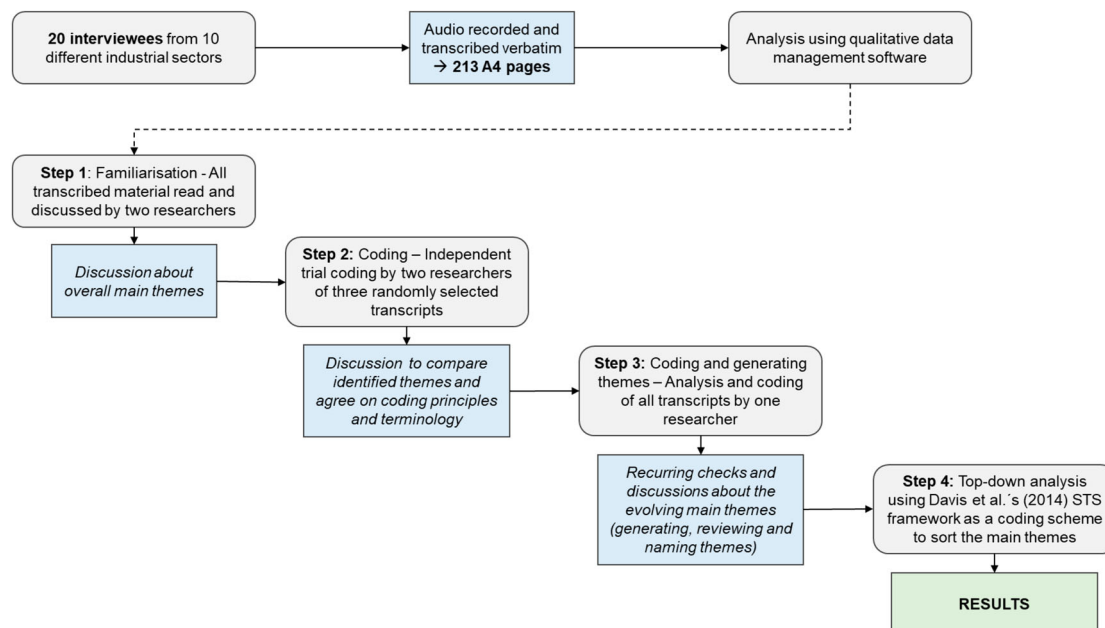 20 interviewees from 10
different industrial sectors
Audio recorded and
transcribed verbatim
→ 213 A4 pages
Analysis using qualitative data
management software
Step 1: Familiarisation - All
transcribed material read and
discussed by two researchers
Discussion about
overall main themes
Step 2: Coding – Independent
trial coding by two researchers
of three randomly selected
transcripts
Discussion to compare
identified themes and
agree on coding principles
and terminology
Step 3: Coding and generating
themes – Analysis and coding
of all transcripts by one
researcher
Recurring checks and
discussions about the
evolving main themes
(generating, reviewing and
naming themes)
Step 4: Top-down analysis
using Davis et al.´s (2014) STS
framework as a coding scheme
to sort the main themes
RESULTS